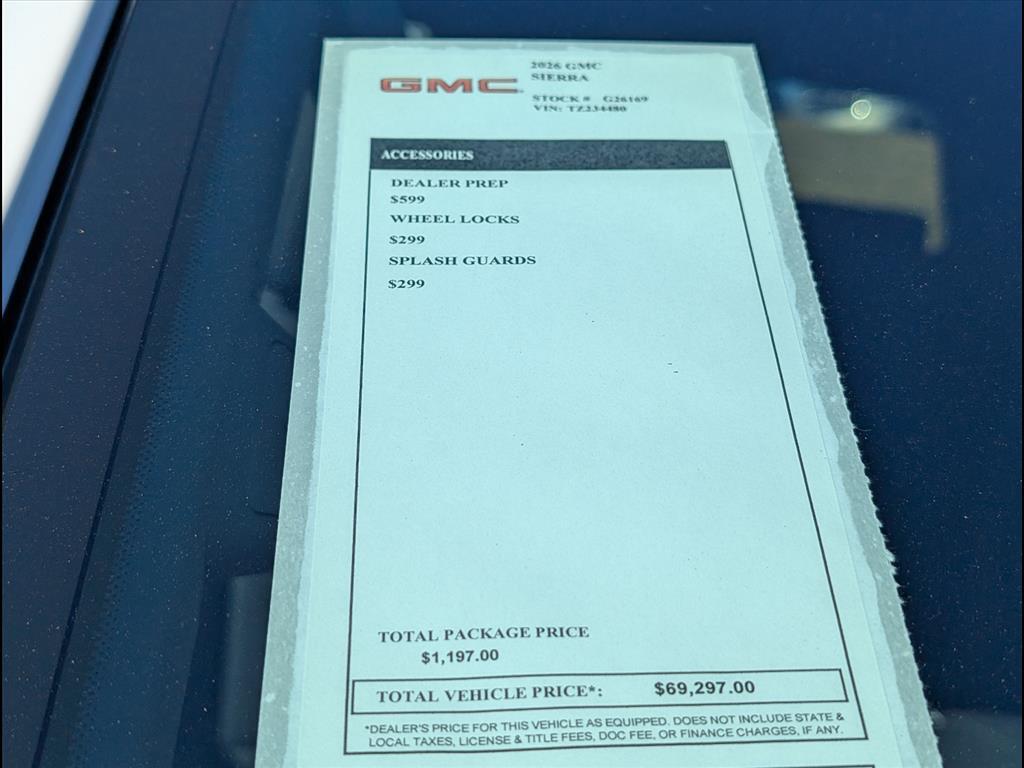 GMC
2026 GMC
SIERRA
STOCK # G26169
VIN: TZ234480
ACCESSORIES
DEALER PREP
$599
WHEEL LOCKS
$299
SPLASH GUARDS
$299
TOTAL PACKAGE PRICE
$1,197.00
TOTAL VEHICLE PRICE*: $69,297.00
*DEALER'S PRICE FOR THIS VEHICLE AS EQUIPPED. DOES NOT INCLUDE STATE &
LOCAL TAXES, LICENSE & TITLE FEES, DOC FEE, OR FINANCE CHARGES, IF ANY.